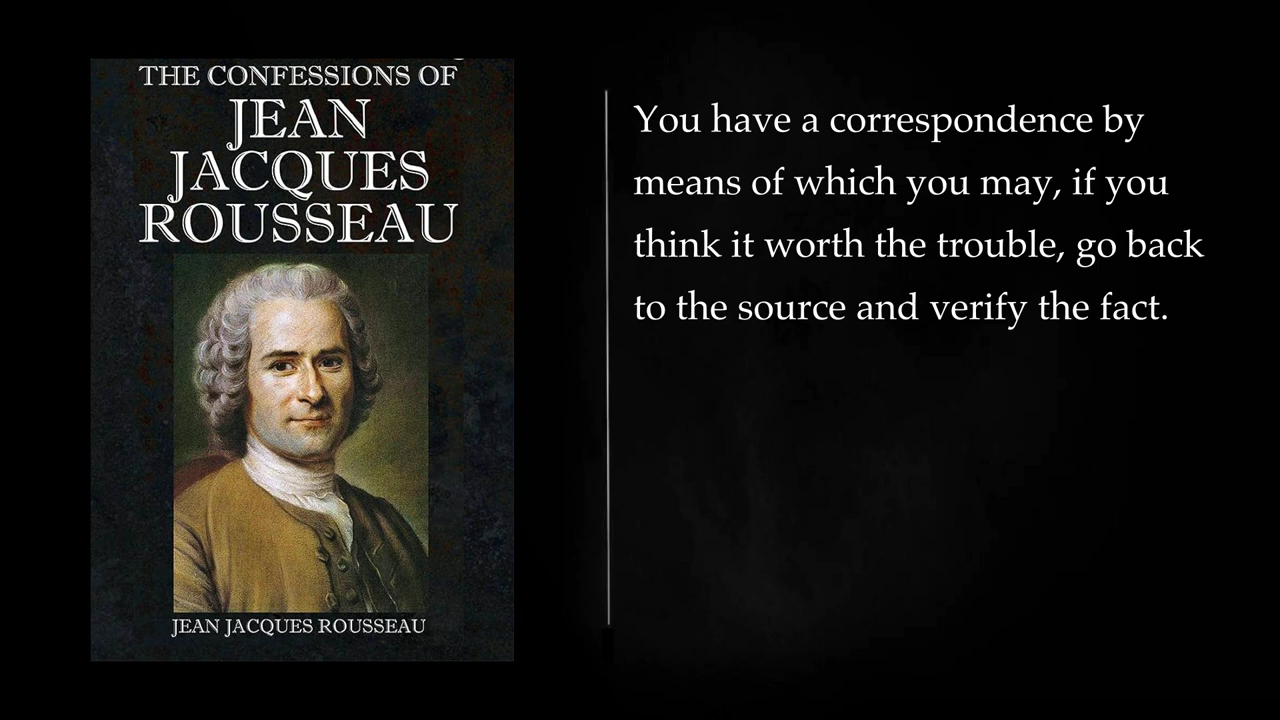 THE CONFESSIONS OF
JEAN
JACQUES
ROUSSEAU
JEAN JACQUES ROUSSEAU
You have a correspondence by
means of which you may, if you
think it worth the trouble, go back
to the source and verify the fact.